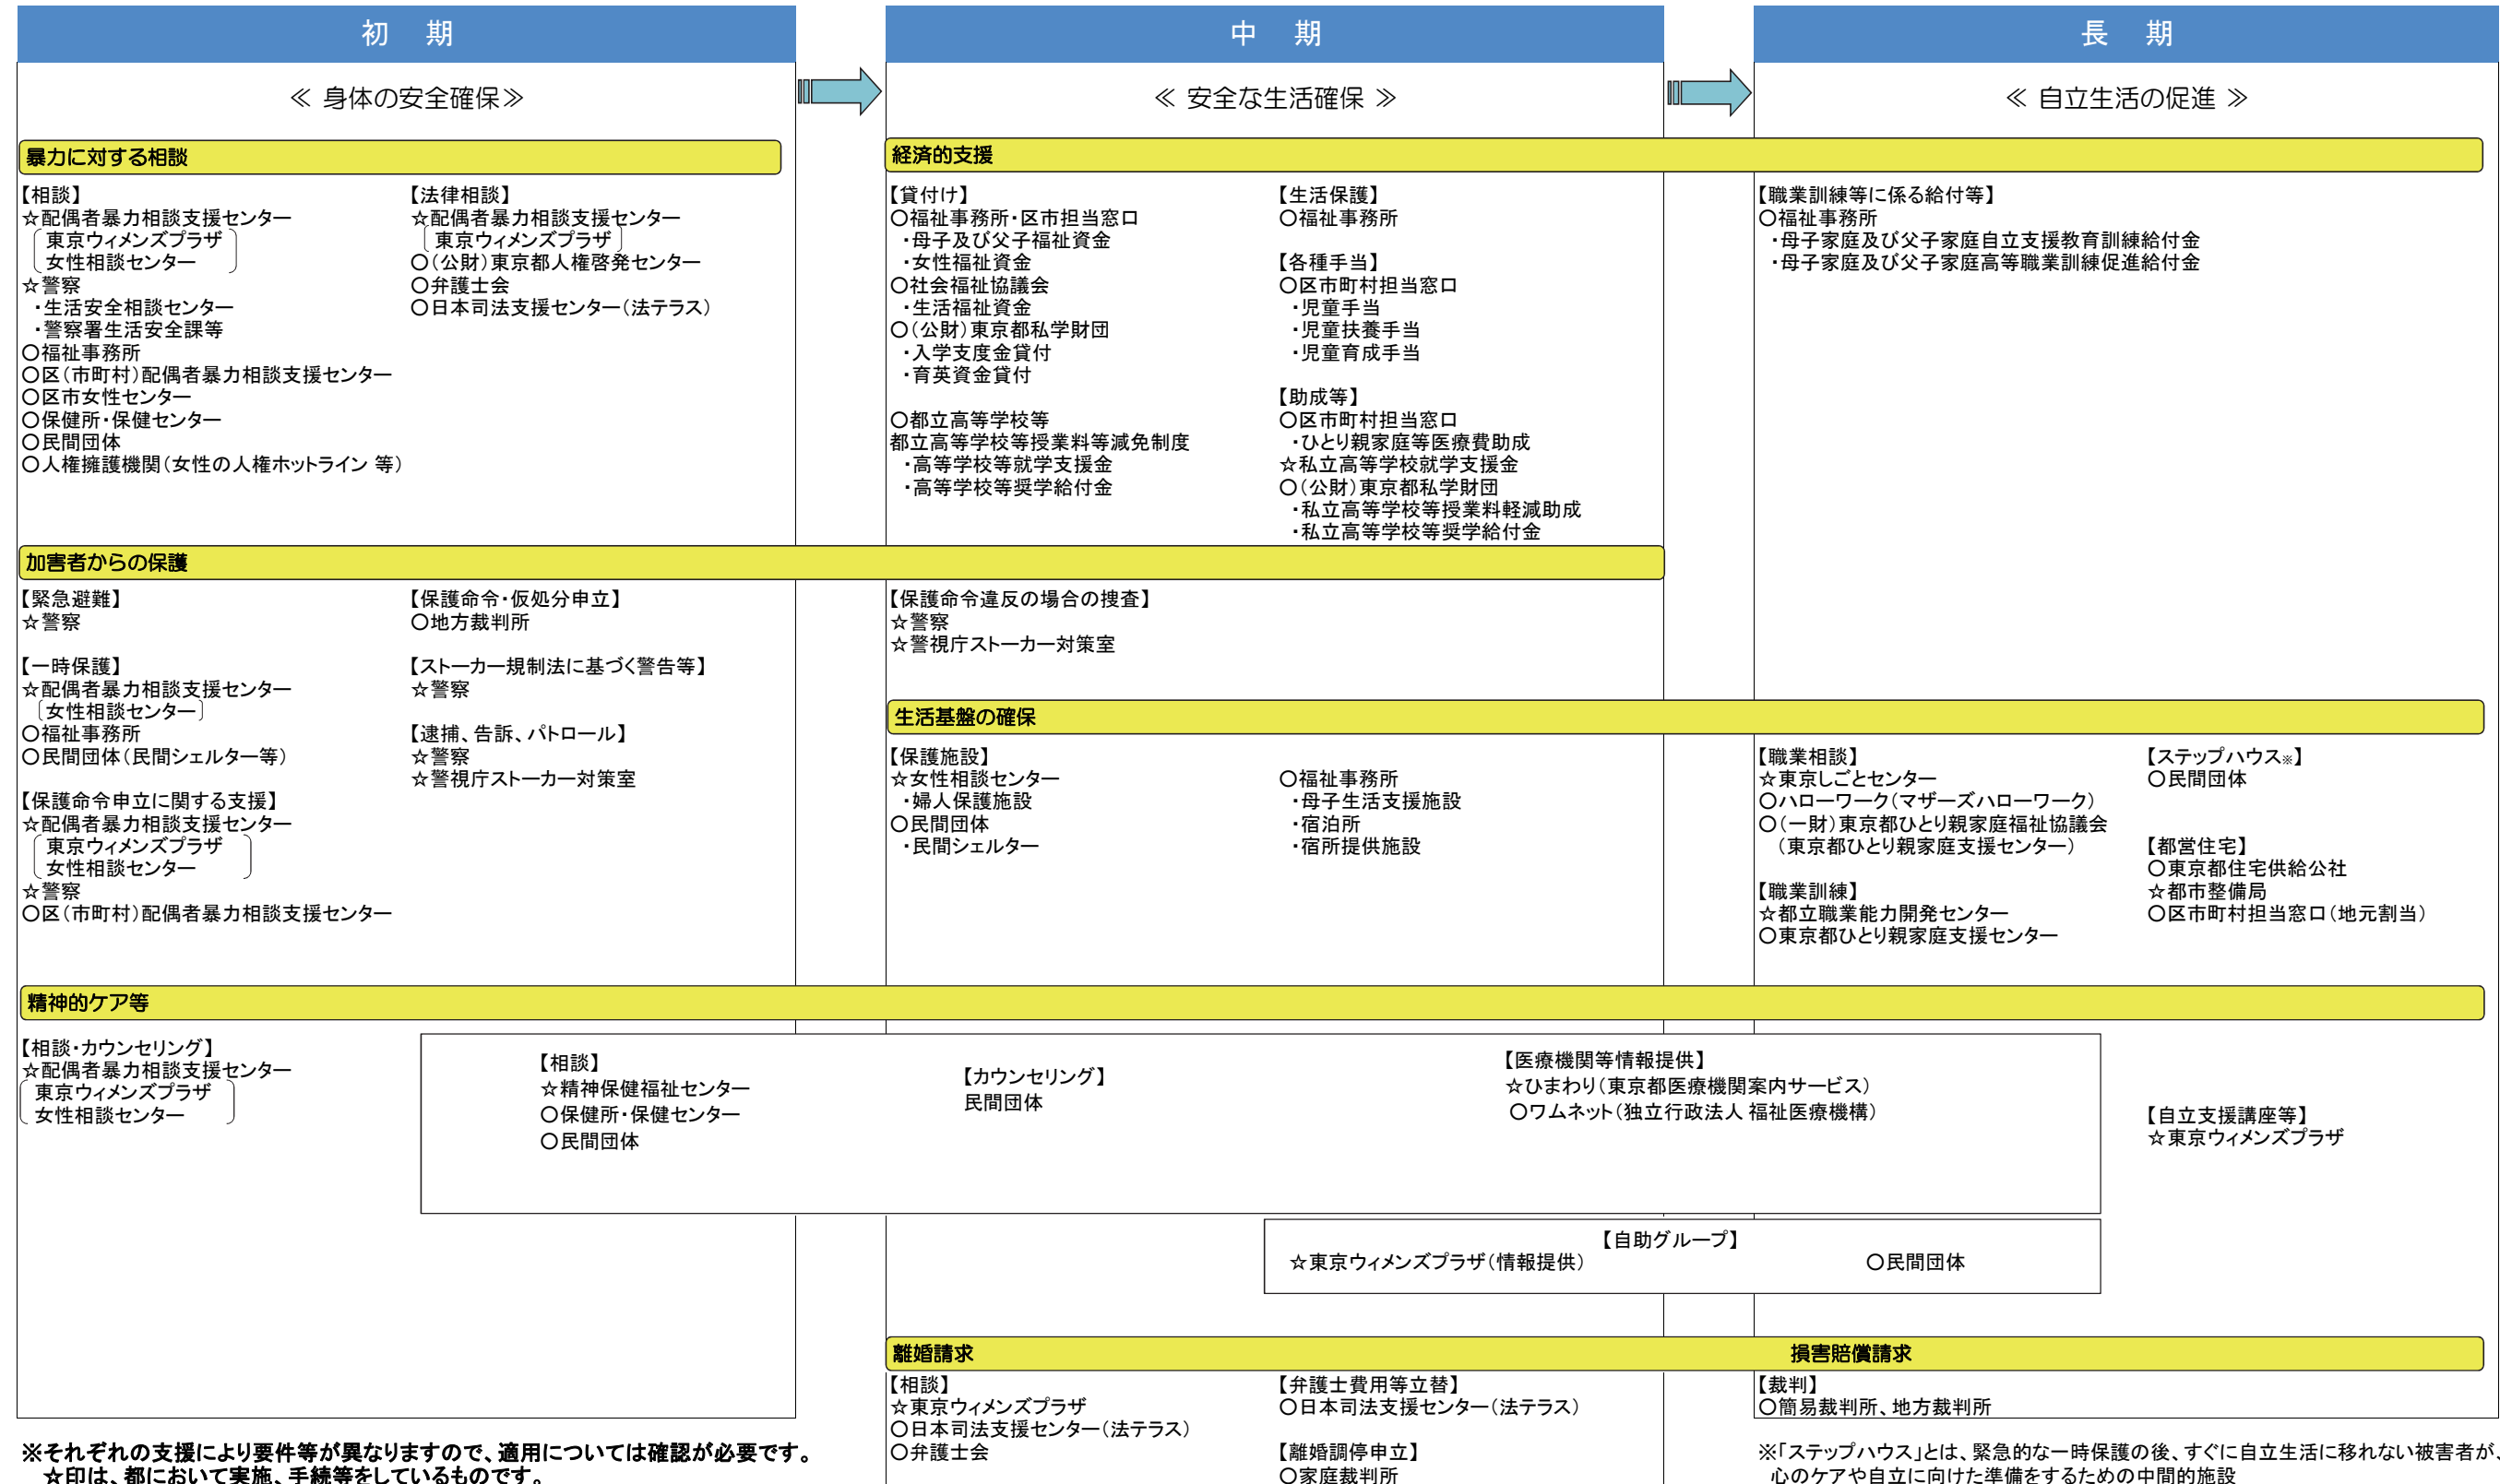 初　期
≪ 身体の安全確保≫
中　期
≪ 安全な生活確保 ≫
長　期
≪ 自立生活の促進 ≫
暴力に対する相談
【相談】
☆配偶者暴力相談支援センター
東京ウィメンズプラザ
女性相談センター
☆警察
・生活安全相談センター
・警察署生活安全課等
○福祉事務所
○区(市町村)配偶者暴力相談支援センター
○区市女性センター
○保健所・保健センター
○民間団体
○人権擁護機関(女性の人権ホットライン 等)
【法律相談】
☆配偶者暴力相談支援センター
東京ウィメンズプラザ
○(公財)東京都人権啓発センター
○弁護士会
○日本司法支援センター(法テラス)
経済的支援
【貸付け】
○福祉事務所・区市担当窓口
・母子及び父子福祉資金
・女性福祉資金
○社会福祉協議会
・生活福祉資金
○(公財)東京都私学財団
・入学支度金貸付
・育英資金貸付
○都立高等学校等
都立高等学校等授業料等減免制度
・高等学校等就学支援金
・高等学校等奨学給付金
【生活保護】
○福祉事務所
【各種手当】
○区市町村担当窓口
・児童手当
・児童扶養手当
・児童育成手当
【助成等】
○区市町村担当窓口
・ひとり親家庭等医療費助成
☆私立高等学校就学支援金
○(公財)東京都私学財団
・私立高等学校等授業料軽減助成
・私立高等学校等奨学給付金
【職業訓練等に係る給付等】
○福祉事務所
・母子家庭及び父子家庭自立支援教育訓練給付金
・母子家庭及び父子家庭高等職業訓練促進給付金
加害者からの保護
【緊急避難】
☆警察
【一時保護】
☆配偶者暴力相談支援センター
〔女性相談センター〕
○福祉事務所
○民間団体(民間シェルター等)
【保護命令申立に関する支援】
☆配偶者暴力相談支援センター
東京ウィメンズプラザ
女性相談センター
☆警察
○区(市町村)配偶者暴力相談支援センター
【保護命令・仮処分申立】
○地方裁判所
【ストーカー規制法に基づく警告等】
☆警察
【逮捕、告訴、パトロール】
☆警察
☆警視庁ストーカー対策室
【保護命令違反の場合の捜査】
☆警察
☆警視庁ストーカー対策室
生活基盤の確保
【保護施設】
☆女性相談センター
・婦人保護施設
○民間団体
・民間シェルター
○福祉事務所
・母子生活支援施設
・宿泊所
・宿所提供施設
【職業相談】
☆東京しごとセンター
○ハローワーク(マザーズハローワーク)
○(一財)東京都ひとり親家庭福祉協議会
(東京都ひとり親家庭支援センター)
【職業訓練】
☆都立職業能力開発センター
○東京都ひとり親家庭支援センター
【ステップハウス※】
○民間団体
【都営住宅】
○東京都住宅供給公社
☆都市整備局
○区市町村担当窓口(地元割当)
精神的ケア等
【相談・カウンセリング】
☆配偶者暴力相談支援センター
東京ウィメンズプラザ
女性相談センター
【相談】
☆精神保健福祉センター
○保健所・保健センター
○民間団体
【カウンセリング】
民間団体
【医療機関等情報提供】
☆ひまわり(東京都医療機関案内サービス)
○ワムネット(独立行政法人 福祉医療機構)
【自立支援講座等】
☆東京ウィメンズプラザ
【自助グループ】
☆東京ウィメンズプラザ(情報提供)　○民間団体
離婚請求
損害賠償請求
【相談】
☆東京ウィメンズプラザ
○日本司法支援センター(法テラス)
○弁護士会
【弁護士費用等立替】
○日本司法支援センター(法テラス)
【離婚調停申立】
○家庭裁判所
【裁判】
○簡易裁判所、地方裁判所
※それぞれの支援により要件等が異なりますので、適用については確認が必要です。
☆印は、都において実施、手続等をしているものです。
※「ステップハウス」とは、緊急的な一時保護の後、すぐに自立生活に移れない被害者が、
心のケアや自立に向けた準備をするための中間的施設